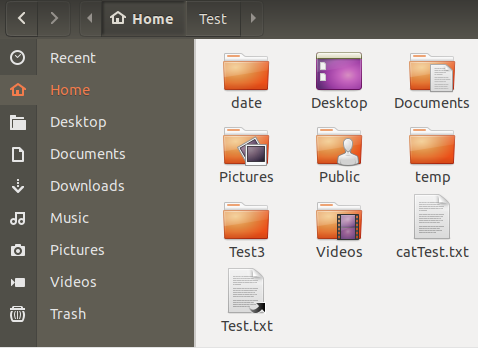 Home
Test
Recent
Home
Desktop
Documents
Downloads
Music
Pictures
Videos
Trash
date
Desktop
Documents
Pictures
Public
temp
Test3
Videos
catTest.txt
Test.txt